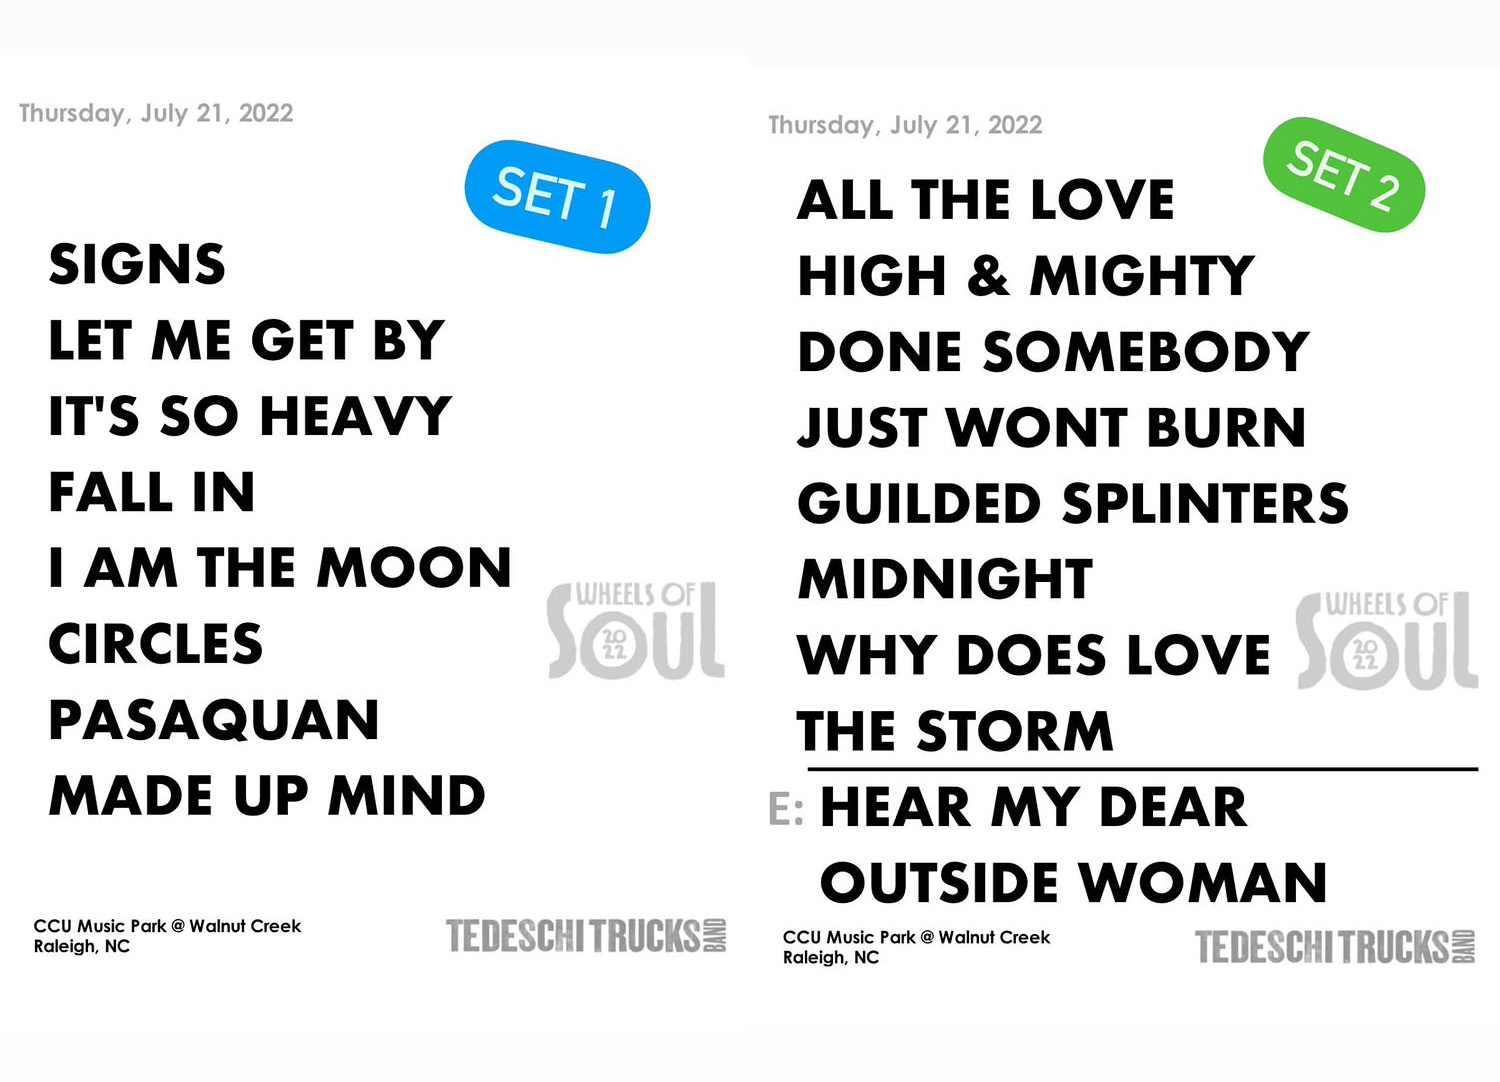 Thursday, July 21, 2022
SET 1
SIGNS
LET ME GET BY
IT'S SO HEAVY
FALL IN
I AM THE MOON
CIRCLES
PASAQUAN
MADE UP MIND
WHEELS OF
SOUL
20
22
CCU Music Park @ Walnut Creek
Raleigh, NC
TEDESCHI TRUCKS BAND
Thursday, July 21, 2022
SET 2
ALL THE LOVE
HIGH & MIGHTY
DONE SOMEBODY
JUST WONT BURN
GUILDED SPLINTERS
MIDNIGHT
WHY DOES LOVE
THE STORM
E: HEAR MY DEAR
OUTSIDE WOMAN
WHEELS OF
SOUL
20
22
CCU Music Park @ Walnut Creek
Raleigh, NC
TEDESCHI TRUCKS BAND